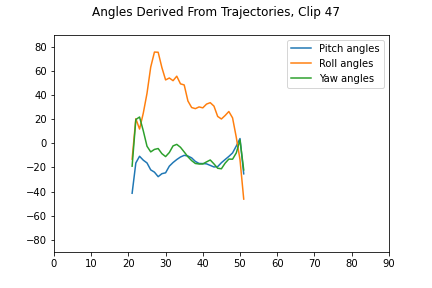 Angles Derived From Trajectories, Clip 47
Pitch angles
Roll angles
Yaw angles
80
60
40
20
0
−20
−40
−60
−80
0 10 20 30 40 50 60 70 80 90